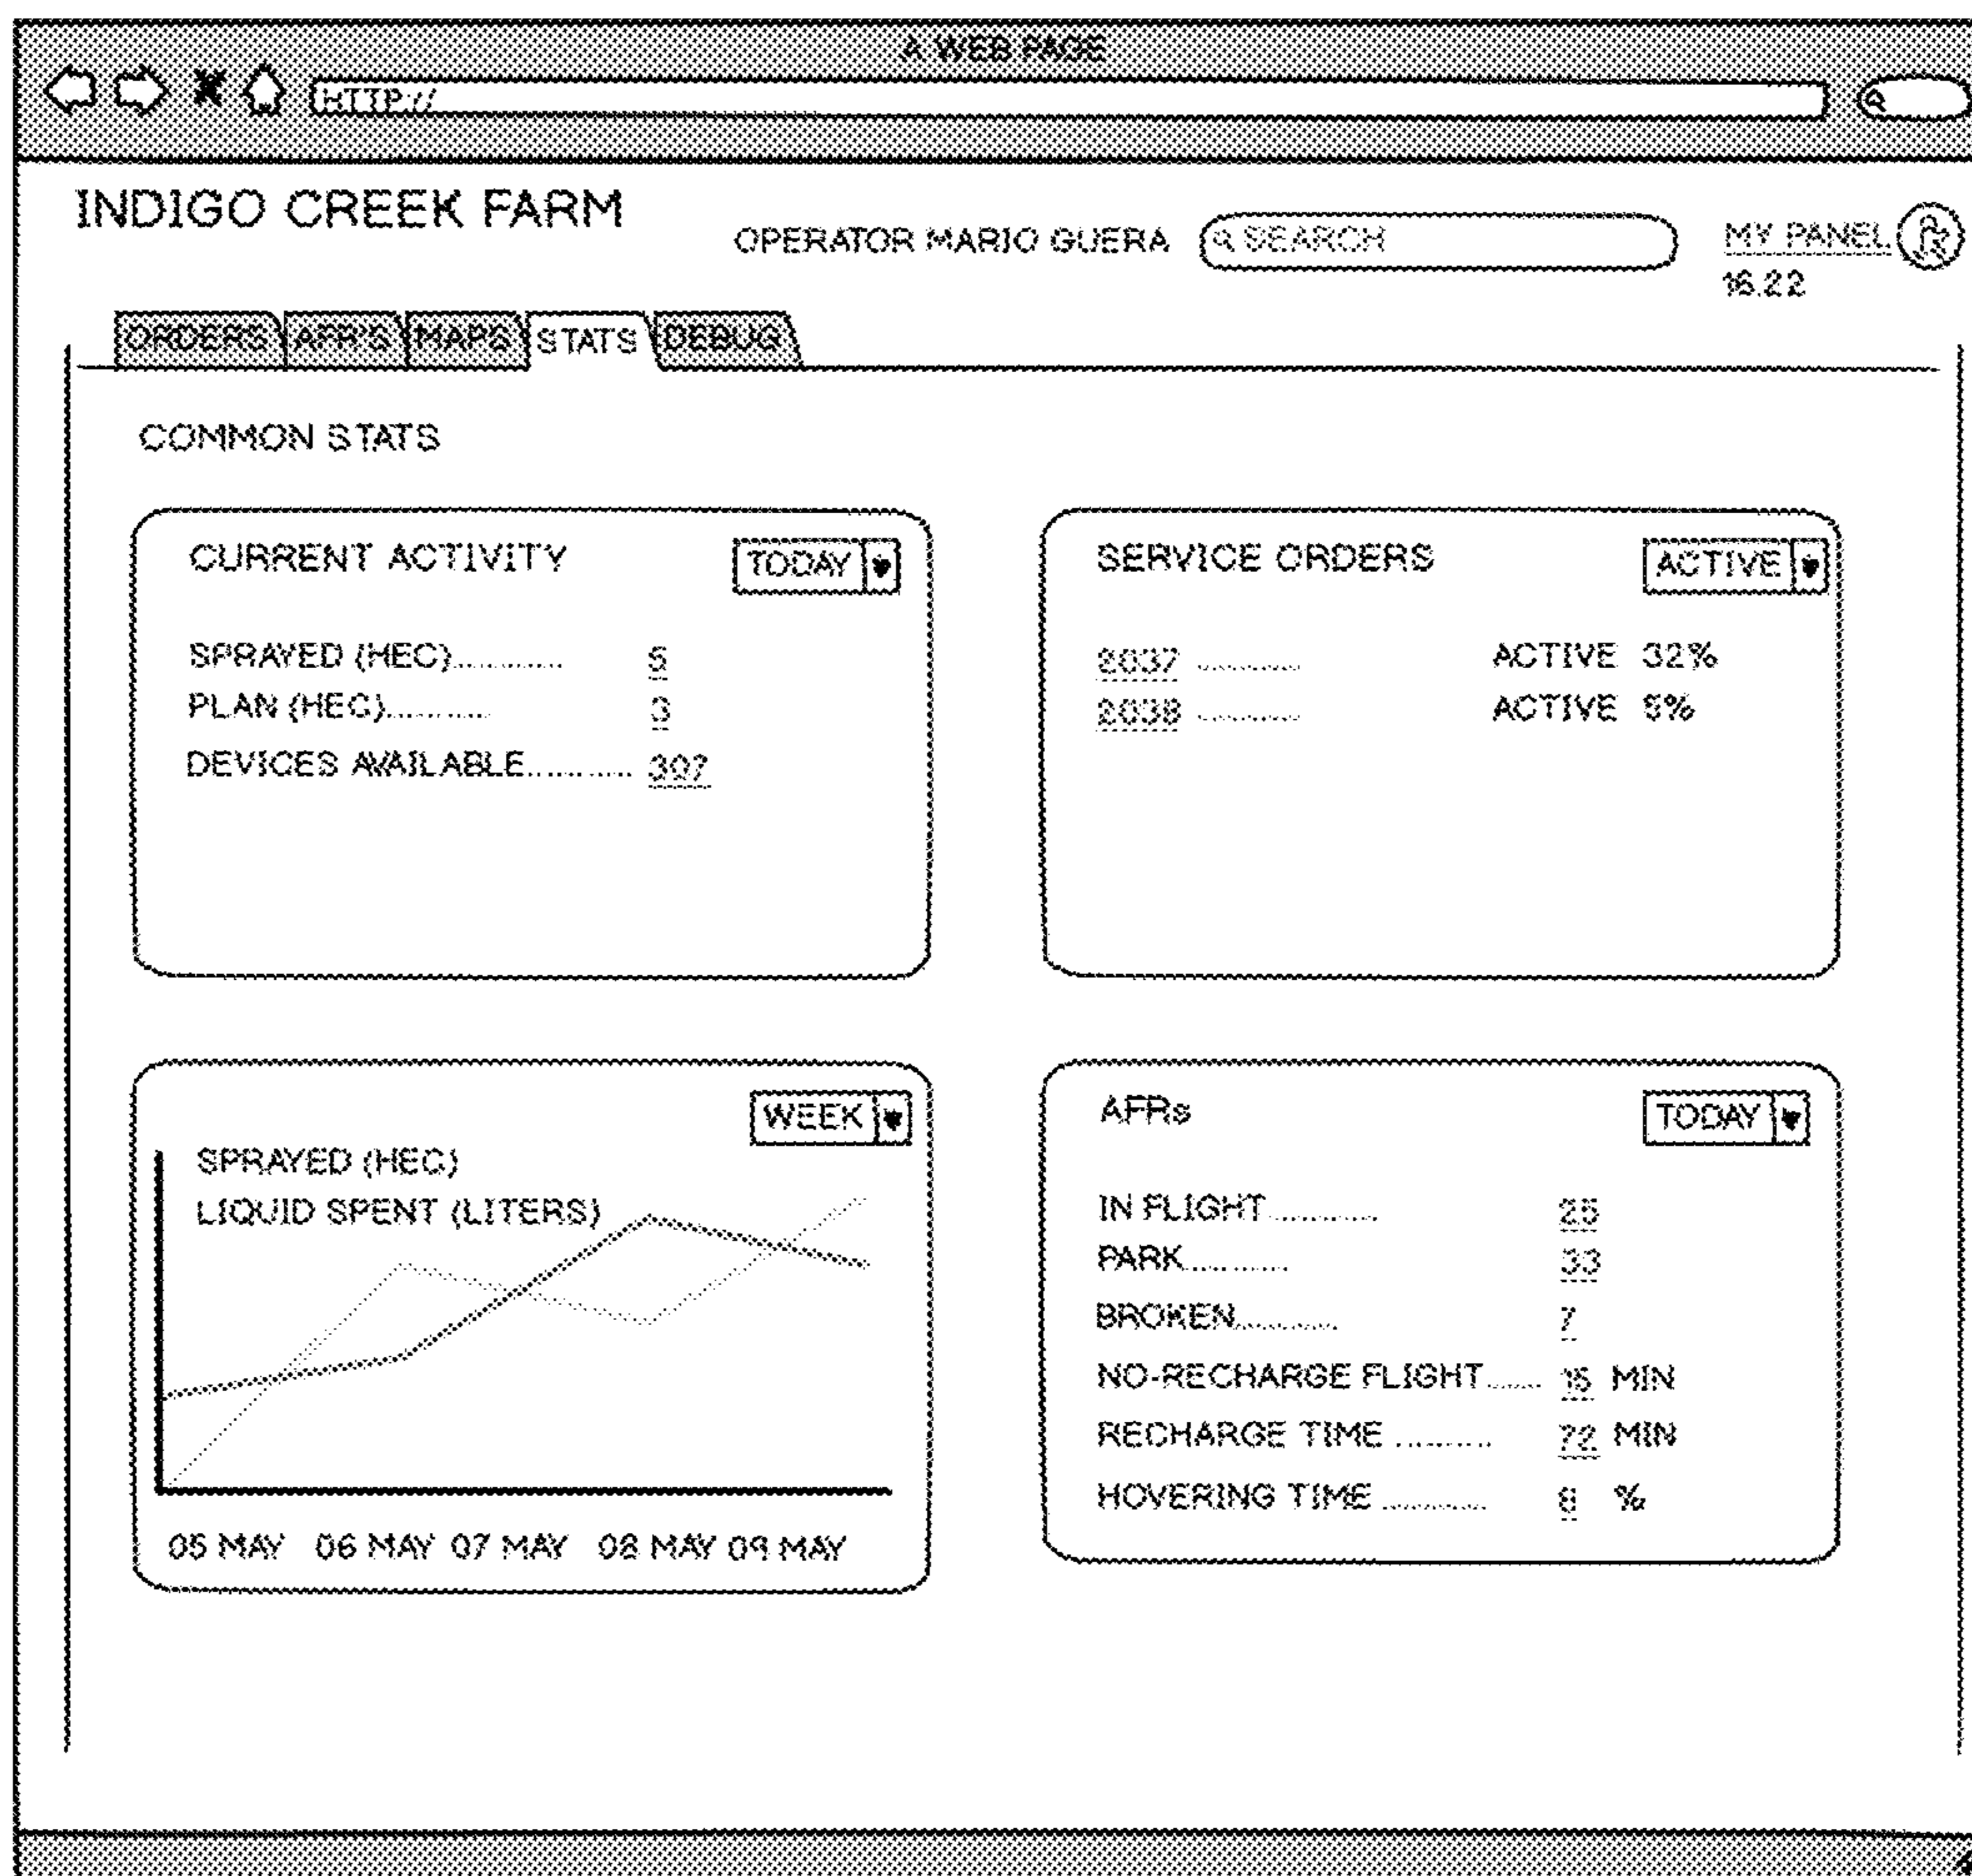 A WEB PAGE
HTTP://
INDIGO CREEK FARM
OPERATOR MARIO GUERA
SEARCH
MY PANEL
16.22
ORDERS AFR'S MAPS STATS DEBUG
COMMON STATS
CURRENT ACTIVITY TODAY
SPRAYED (HEC)............ 5
PLAN (HEC)............ 3
DEVICES AVAILABLE............ 307
SERVICE ORDERS ACTIVE
2037 ............ ACTIVE 32%
2038 ............ ACTIVE 5%
WEEK
SPRAYED (HEC)
LIQUID SPENT (LITERS)
05 MAY 06 MAY 07 MAY 08 MAY 09 MAY
AFRs TODAY
IN FLIGHT............ 25
PARK............ 33
BROKEN............ 7
NO-RECHARGE FLIGHT...... 15 MIN
RECHARGE TIME ........... 72 MIN
HOVERING TIME ............ %